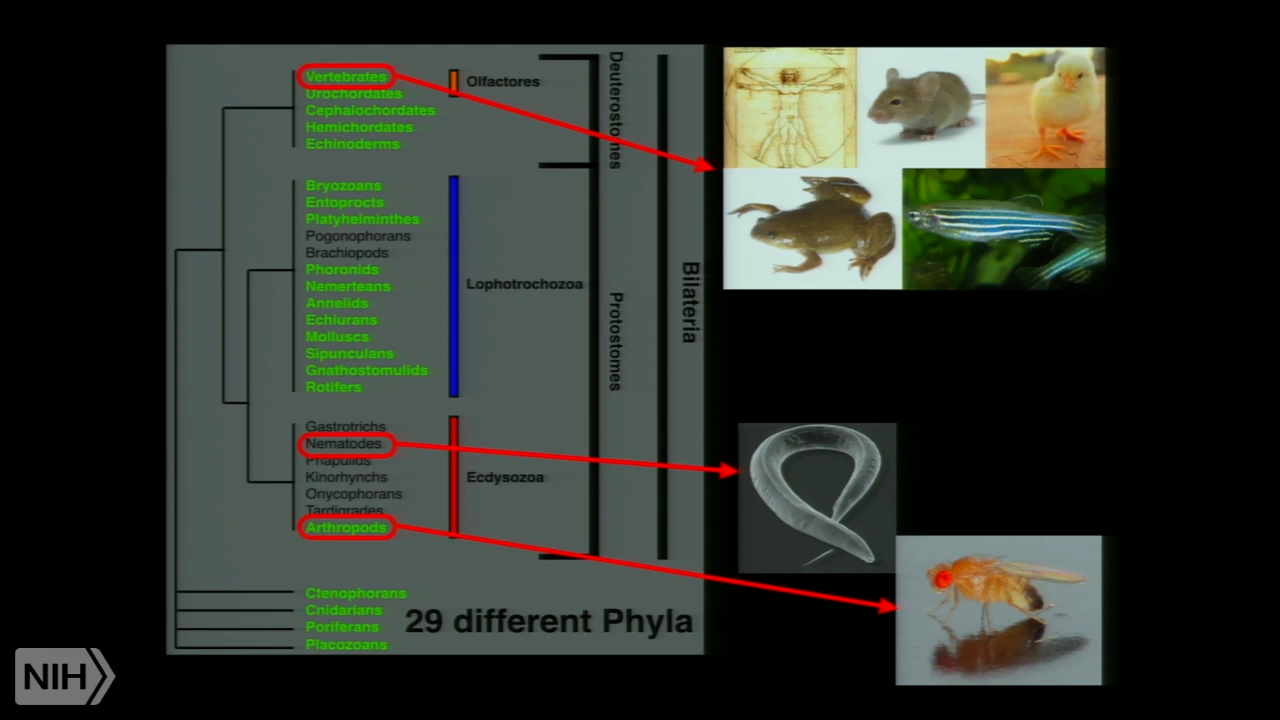 Vertebrates
Urochordates
Cephalochordates
Hemichordates
Echinoderms
Olfactores
Deuterostomes
Bryozoans
Entoprocts
Platyhelminthes
Pogonophorans
Brachiopods
Phoronids
Nemerteans
Annelids
Echiurans
Molluscs
Sipunculans
Gnathostomulids
Rotifers
Lophotrochozoa
Protostomes
Bilateria
Gastrotrichs
Nematodes
Phapulids
Kinorhynchs
Onycophorans
Tardigrades
Arthropods
Ecdysozoa
Ctenophorans
Cnidarians
Poriferans
Placozoans
29 different Phyla
NIH